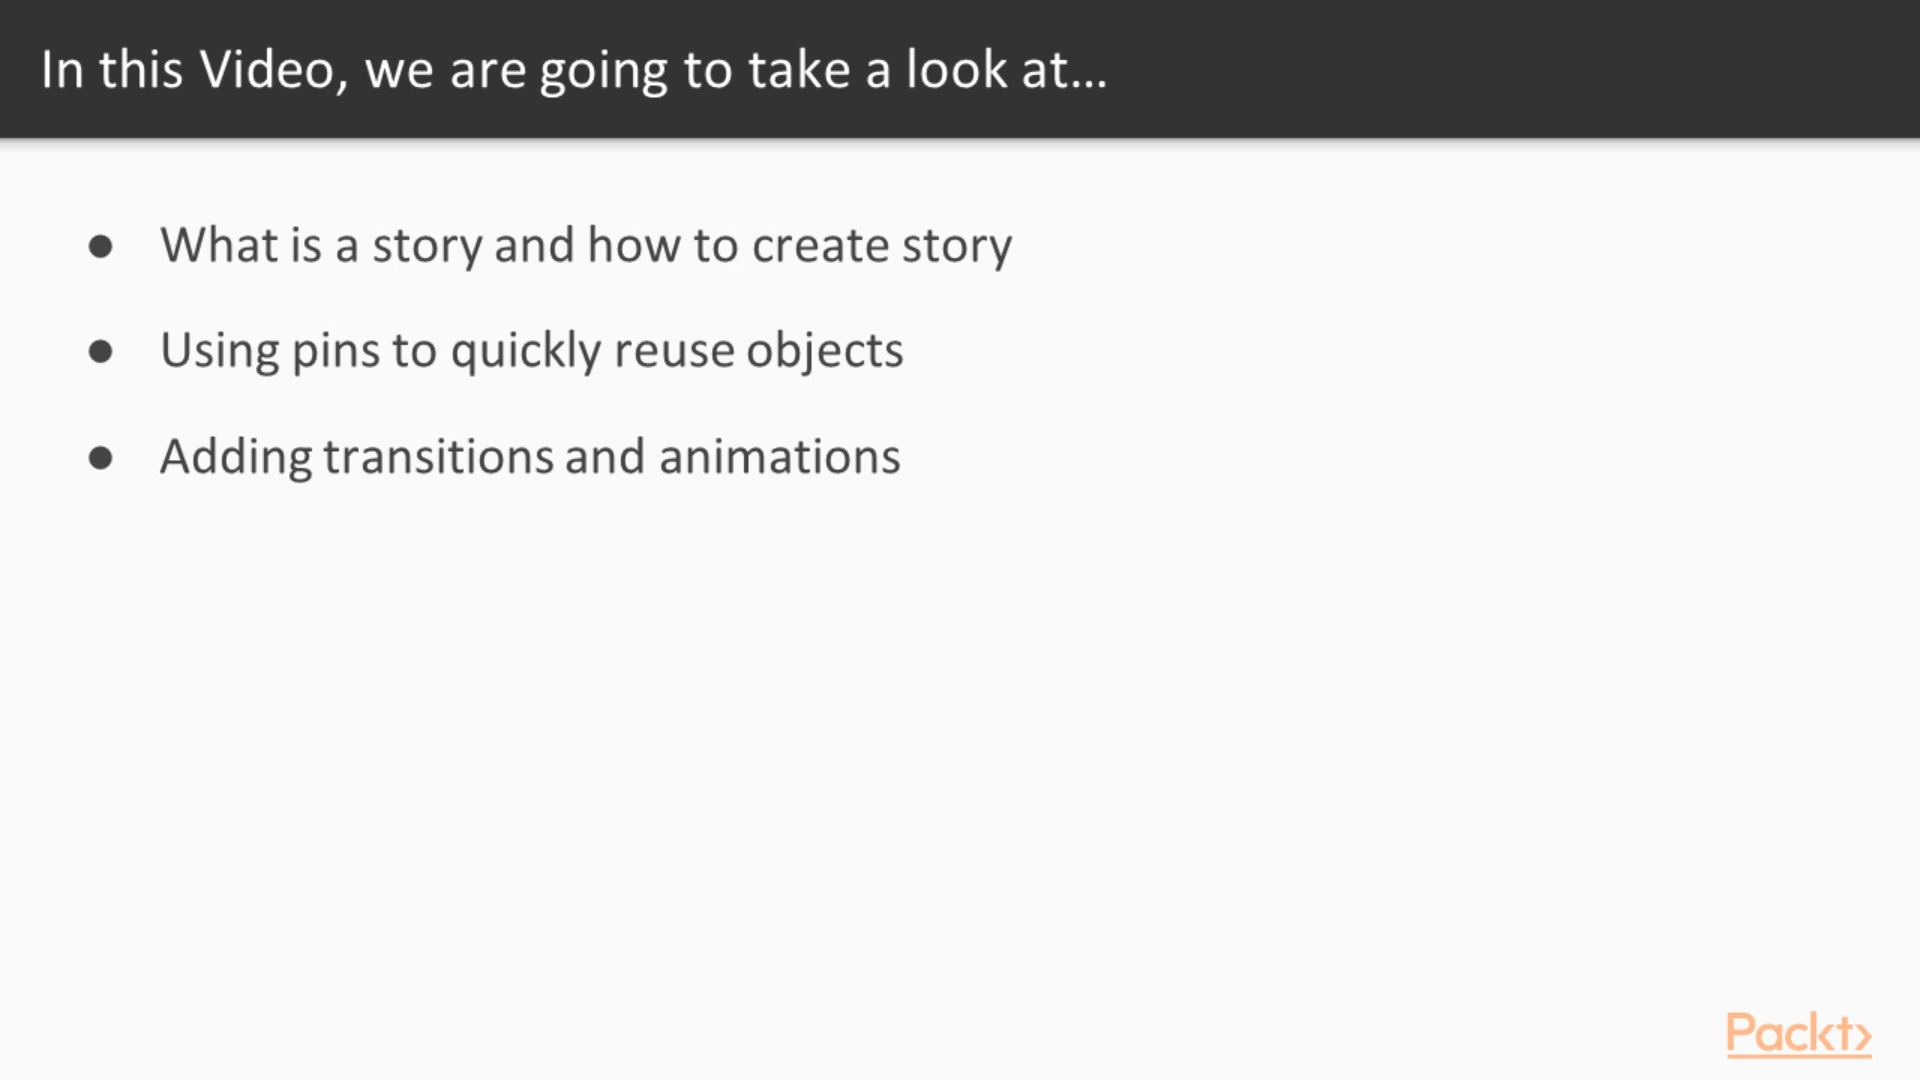 In this Video, we are going to take a look at...
● What is a story and how to create story
● Using pins to quickly reuse objects
● Adding transitions and animations
Packt>